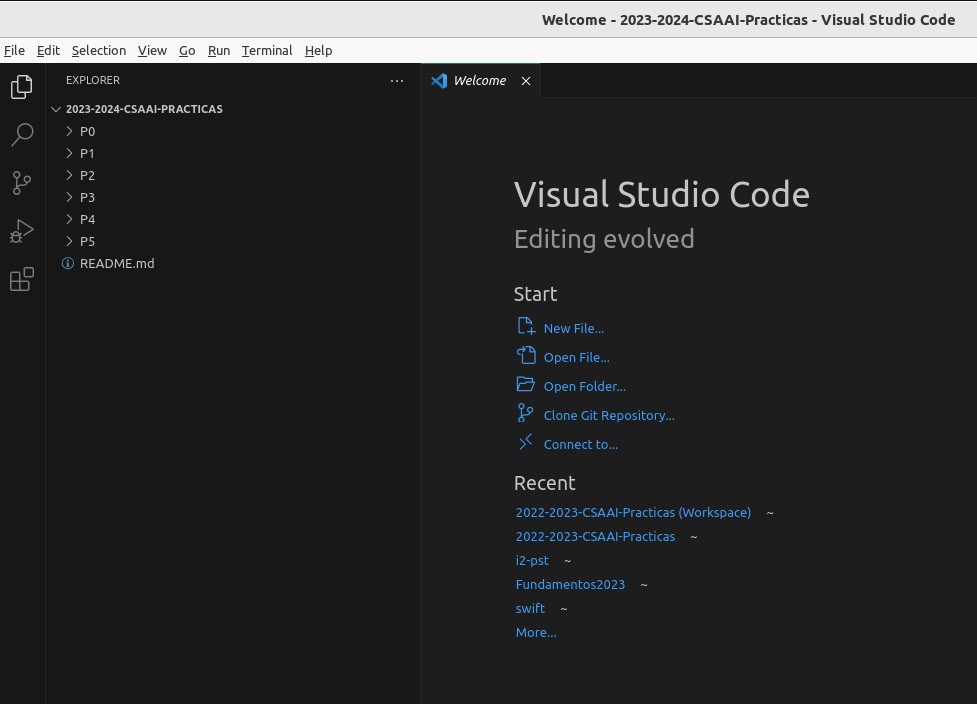 Welcome - 2023-2024-CSAAI-Practicas - Visual Studio Code
File Edit Selection View Go Run Terminal Help
EXPLORER ···
2023-2024-CSAAI-PRACTICAS
P0
P1
P2
P3
P4
P5
README.md
Welcome
Visual Studio Code
Editing evolved
Start
New File...
Open File...
Open Folder...
Clone Git Repository...
Connect to...
Recent
2022-2023-CSAAI-Practicas (Workspace) ~
2022-2023-CSAAI-Practicas ~
i2-pst ~
Fundamentos2023 ~
swift ~
More...